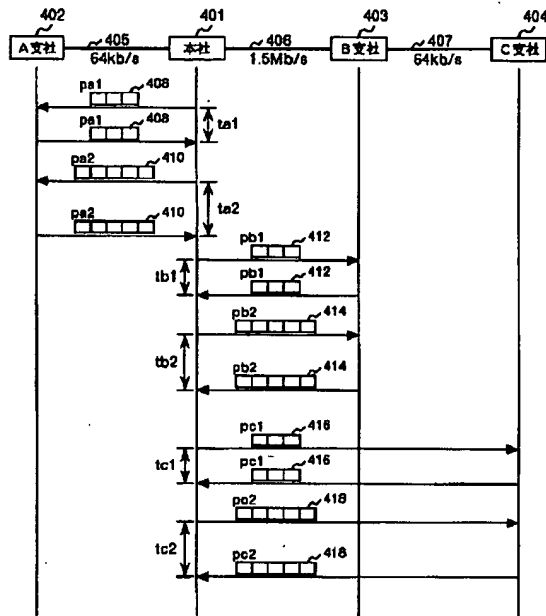 402 401 403 404
A支社 405 本社 406 B支社 407 C支社
64kb/s 1.5Mb/s 64kb/s
pa1 408
ta1
pa1 408
pa2 410
ta2
pa2 410
pb1 412
tb1
pb1 412
pb2 414
tb2
pb2 414
pc1 416
tc1
pc1 416
pc2 418
tc2
pc2 418